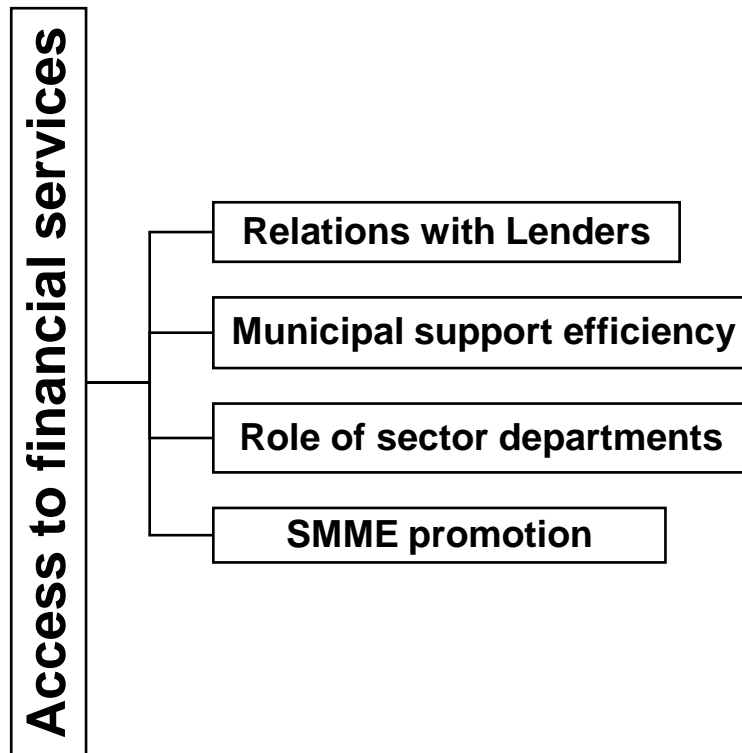 Access to financial services
Relations with Lenders
Municipal support efficiency
Role of sector departments
SMME promotion